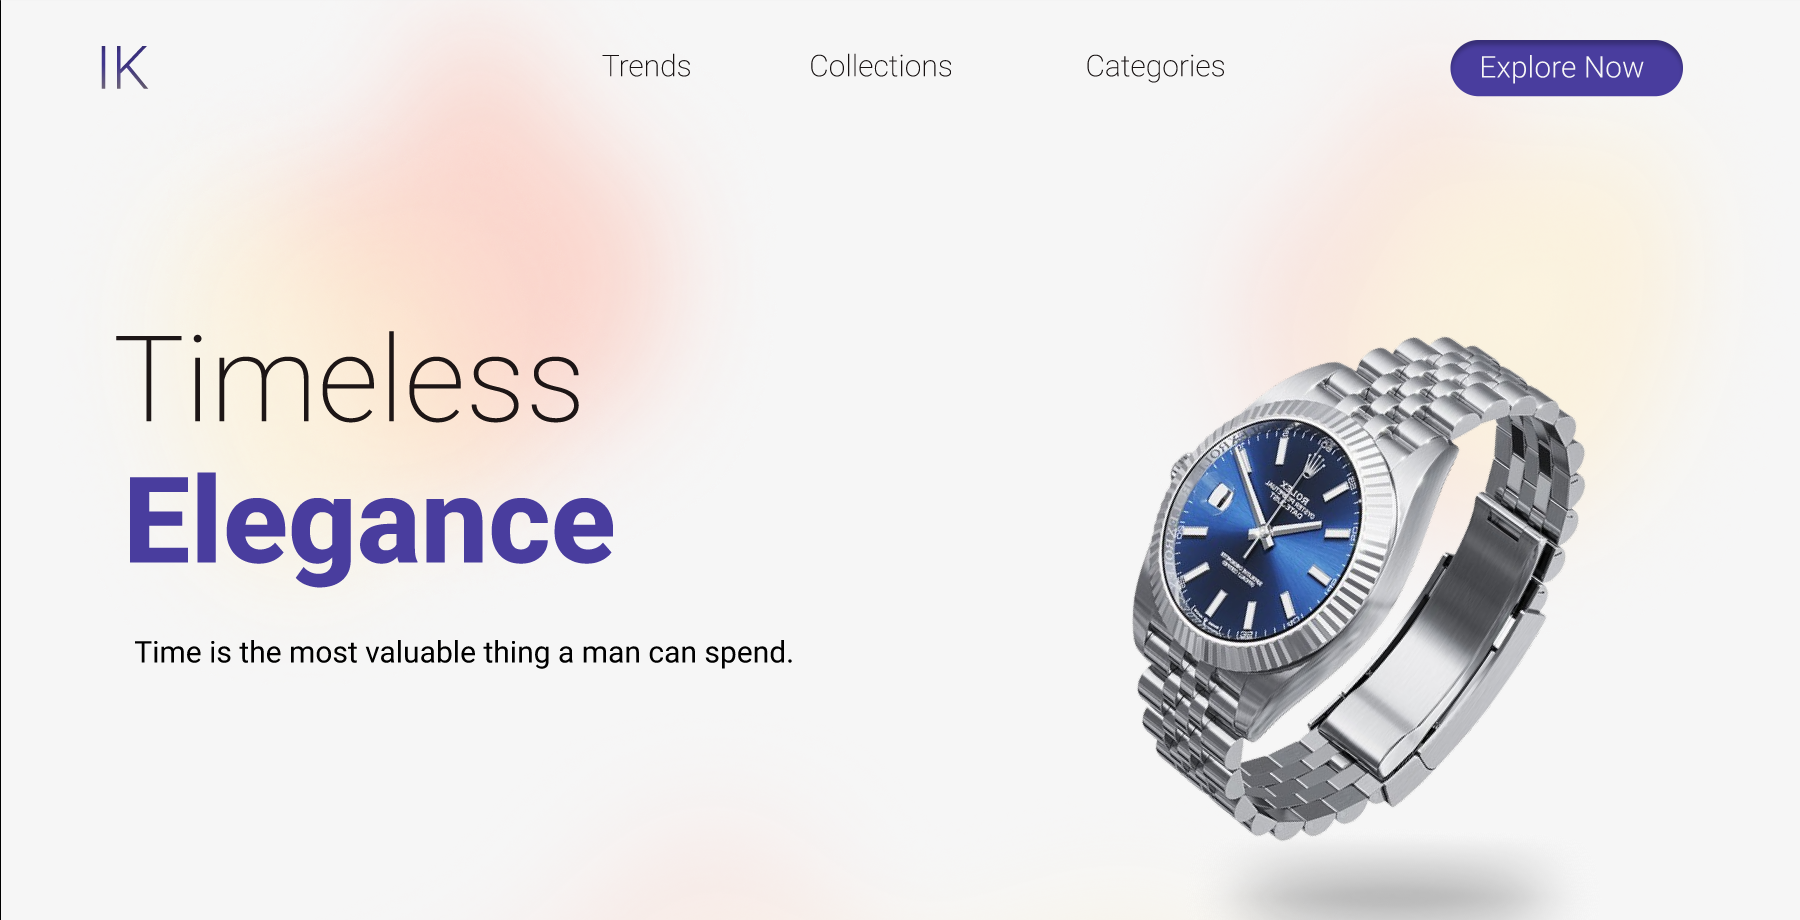 IK
Trends
Collections
Categories
Explore Now
Timeless
Elegance
Time is the most valuable thing a man can spend.
ROLEX